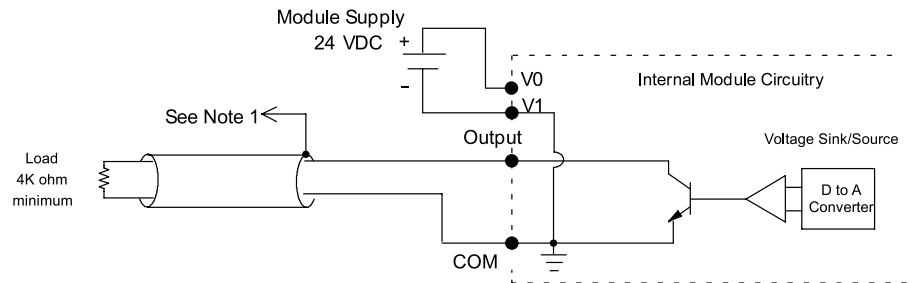 Module Supply
24 VDC
+
-
V0
V1
Internal Module Circuitry
See Note 1
Output
Voltage Sink/Source
Load
4K ohm
minimum
D to A
Converter
COM